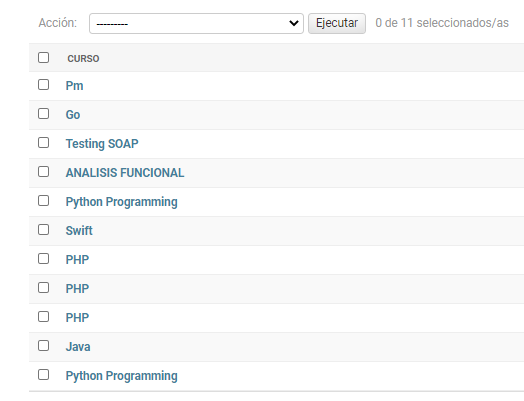 Acción: --------- Ejecutar 0 de 11 seleccionados/as
CURSO
Pm
Go
Testing SOAP
ANALISIS FUNCIONAL
Python Programming
Swift
PHP
PHP
PHP
Java
Python Programming